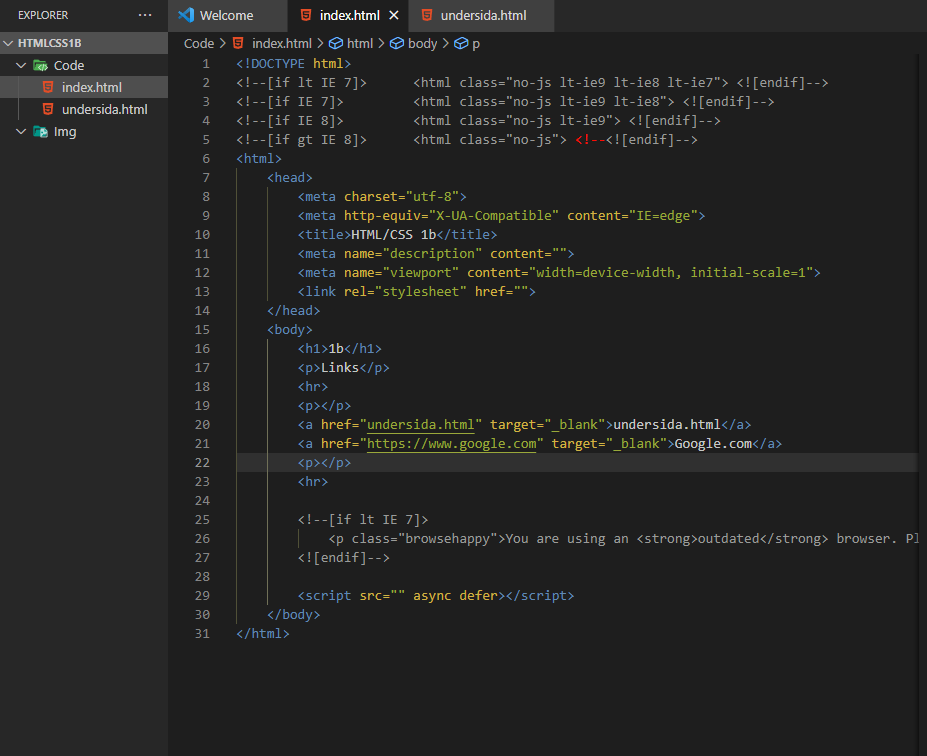 EXPLORER ···
Welcome
index.html
undersida.html
HTMLCSS1B
Code
index.html
undersida.html
Img
Code > index.html > html > body > p
1 <!DOCTYPE html>
2 <!--[if lt IE 7]>      <html class="no-js lt-ie9 lt-ie8 lt-ie7"> <![endif]-->
3 <!--[if IE 7]>         <html class="no-js lt-ie9 lt-ie8"> <![endif]-->
4 <!--[if IE 8]>         <html class="no-js lt-ie9"> <![endif]-->
5 <!--[if gt IE 8]>      <html class="no-js"> <!--<![endif]-->
6 <html>
7     <head>
8         <meta charset="utf-8">
9         <meta http-equiv="X-UA-Compatible" content="IE=edge">
10         <title>HTML/CSS 1b</title>
11         <meta name="description" content="">
12         <meta name="viewport" content="width=device-width, initial-scale=1">
13         <link rel="stylesheet" href="">
14     </head>
15     <body>
16         <h1>1b</h1>
17         <p>Links</p>
18         <hr>
19         <p></p>
20         <a href="undersida.html" target="_blank">undersida.html</a>
21         <a href="https://www.google.com" target="_blank">Google.com</a>
22         <p></p>
23         <hr>
24
25         <!--[if lt IE 7]>
26             <p class="browsehappy">You are using an <strong>outdated</strong> browser. Pl
27         <![endif]-->
28
29         <script src="" async defer></script>
30     </body>
31 </html>